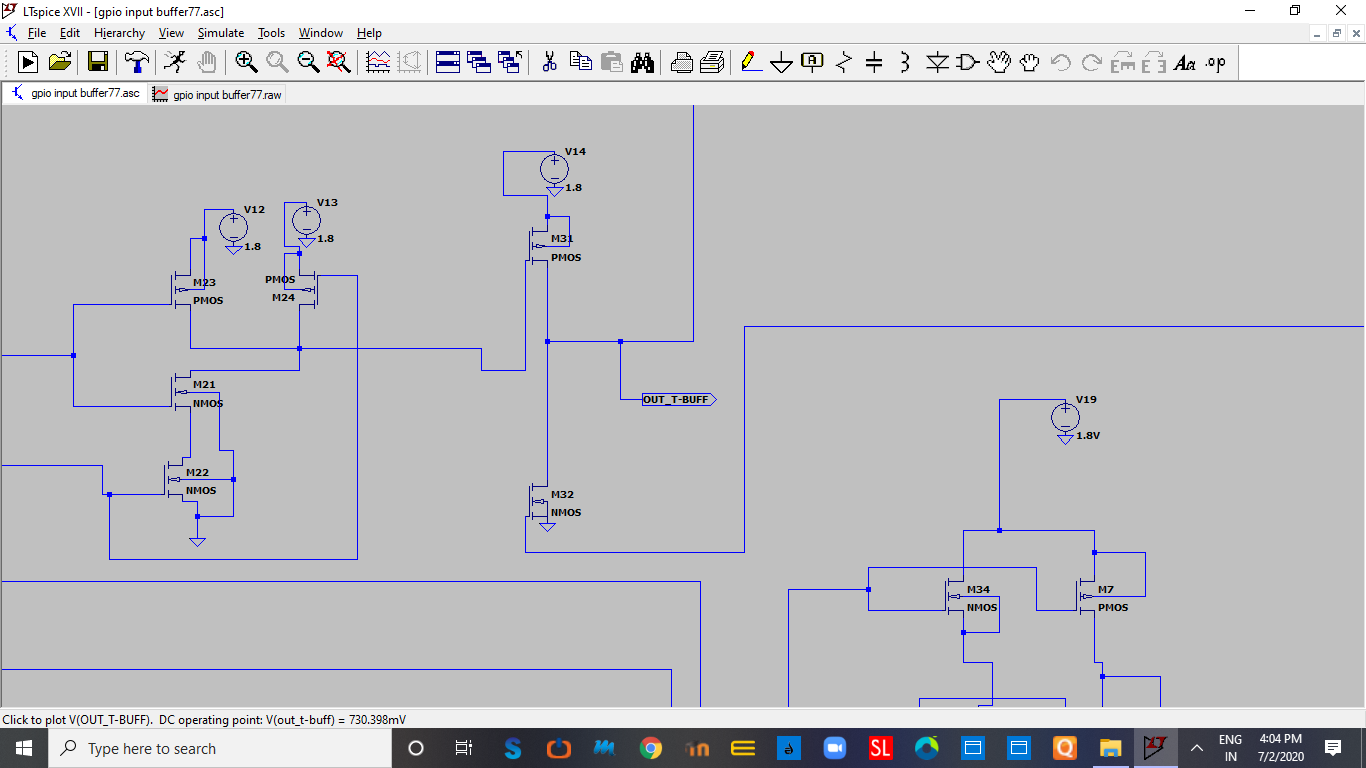 LTspice XVII - [gpio input buffer77.asc]
File Edit Hierarchy View Simulate Tools Window Help
Aa .op
gpio input buffer77.asc gpio input buffer77.raw
V14
1.8
V12
1.8
V13
1.8
M31
PMOS
M23
PMOS
PMOS
M24
M21
NMOS
OUT_T-BUFF
V19
1.8V
M22
NMOS
M32
NMOS
M34
NMOS
M7
PMOS
Click to plot V(OUT_T-BUFF). DC operating point: V(out_t-buff) = 730.398mV
Type here to search
SL
ENG
IN
4:04 PM
7/2/2020